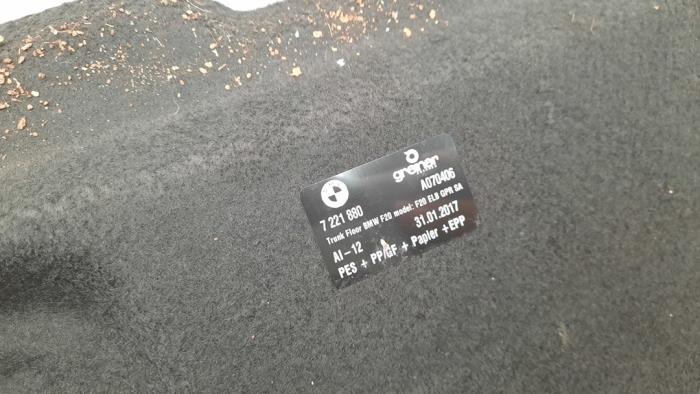 greiner
7 221 880
A070406
Trunk Floor BMW F20 model: F20 ELB GPR SA
AI-12
31.01.2017
PES + PP/GF + Papier +EPP